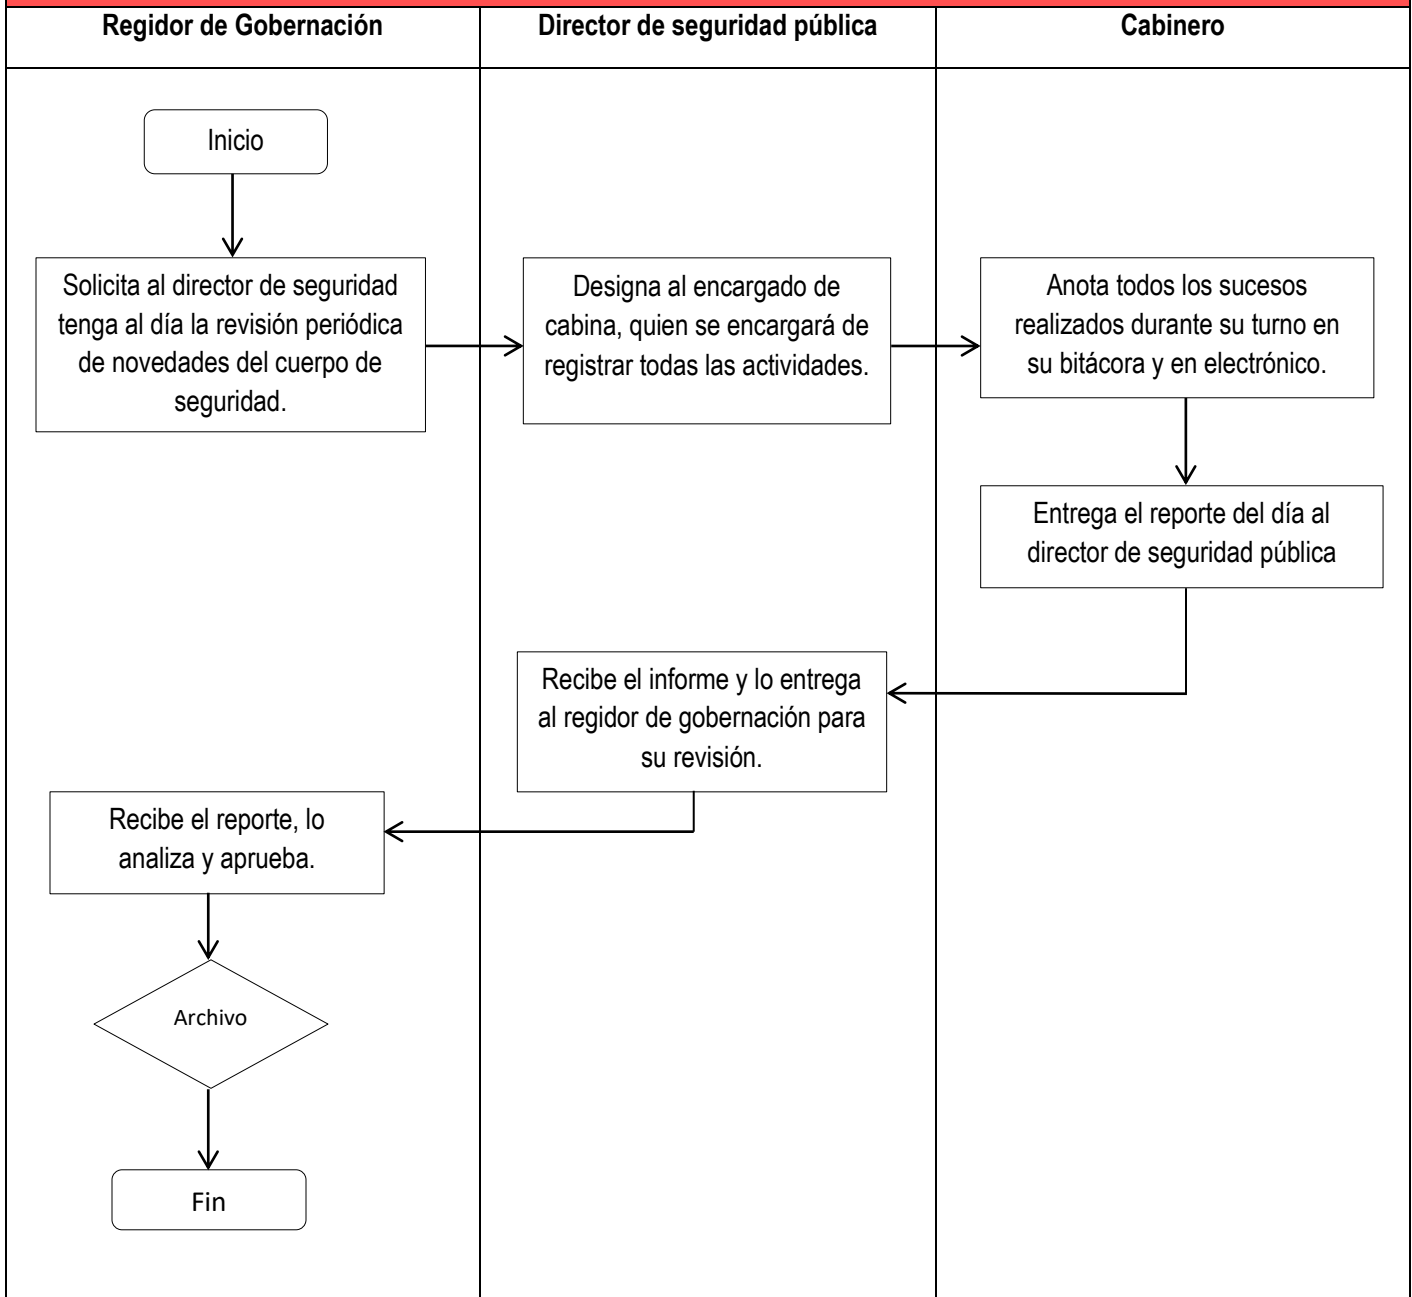 Regidor de Gobernación
Director de seguridad pública
Cabinero
Inicio
Solicita al director de seguridad
tenga al día la revisión periódica
de novedades del cuerpo de
seguridad.
Designa al encargado de
cabina, quien se encargará de
registrar todas las actividades.
Anota todos los sucesos
realizados durante su turno en
su bitácora y en electrónico.
Entrega el reporte del día al
director de seguridad pública
Recibe el informe y lo entrega
al regidor de gobernación para
su revisión.
Recibe el reporte, lo
analiza y aprueba.
Archivo
Fin